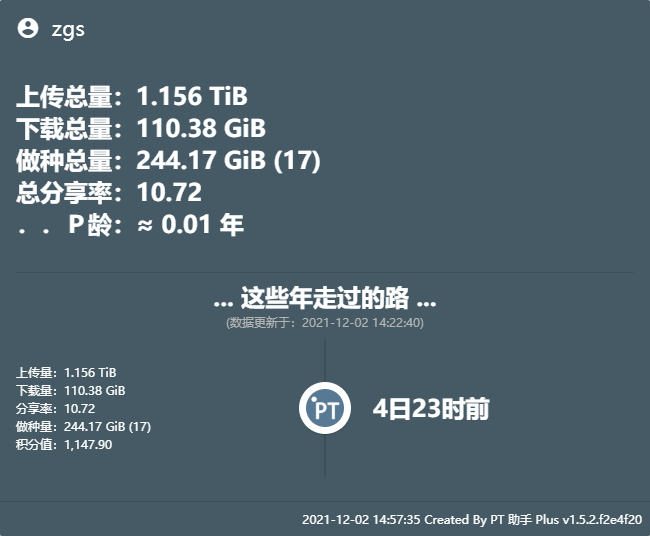 zgs
上传总量：1.156 TiB
下载总量：110.38 GiB
做种总量：244.17 GiB (17)
总分享率：10.72
．．P龄：≈ 0.01 年
... 这些年走过的路 ...
(数据更新于：2021-12-02 14:22:40)
上传量：1.156 TiB
下载量：110.38 GiB
分享率：10.72
做种量：244.17 GiB (17)
积分值：1,147.90
PT
4日23时前
2021-12-02 14:57:35 Created By PT 助手 Plus v1.5.2.f2e4f20